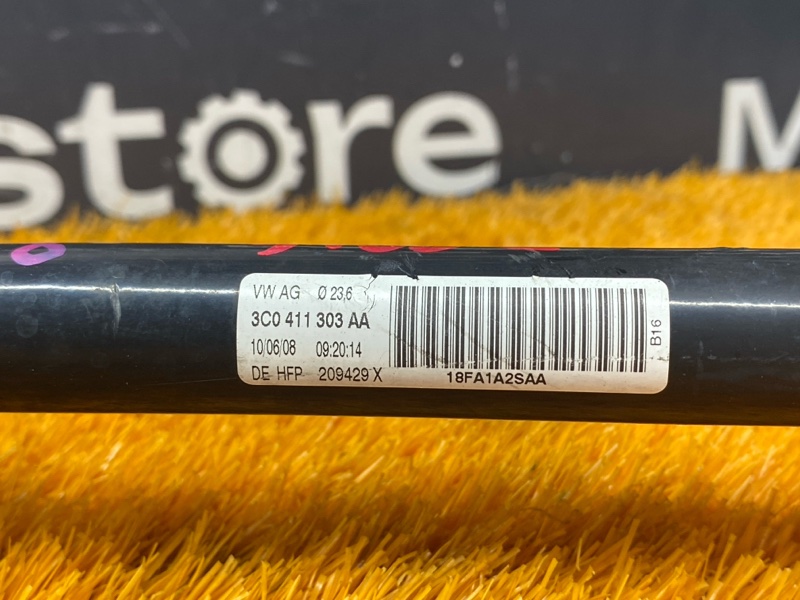 store M
VW AG Ø 23,6
3C0 411 303 AA
10/06/08 09:20:14
DE HFP 209429 X
18FA1A2SAA
B16